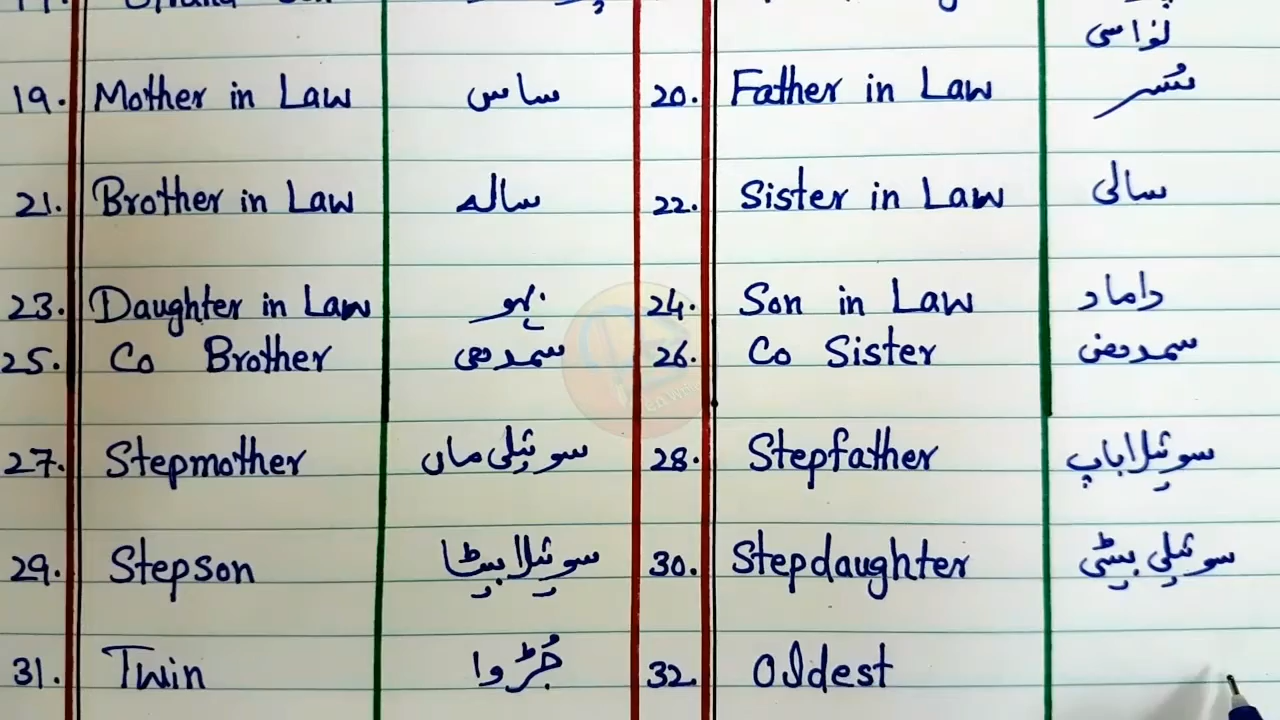 نواسی
19. Mother in Law ساس 20. Father in Law سُسر
21. Brother in Law سالہ 22. Sister in Law سالی
23. Daughter in Law بہو 24. Son in Law داماد
25. Co Brother سمدھی 26. Co Sister سمدھن
27. Stepmother سوتیلی ماں 28. Stepfather سوتیلا باپ
29. Stepson سوتیلا بیٹا 30. Stepdaughter سوتیلی بیٹی
31. Twin جُڑوا 32. Oldest